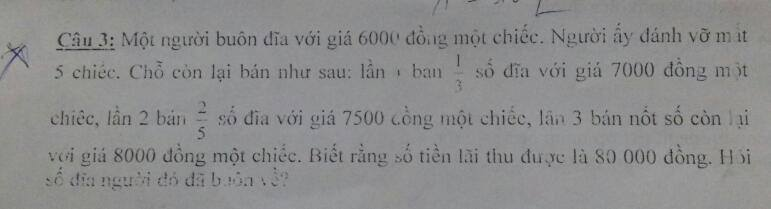 Câu 3: Một người buôn đĩa với giá 6000 đồng một chiếc. Người ấy đánh vỡ mất
5 chiếc. Chỗ còn lại bán như sau: lần 1 bán 1/3 số đĩa với giá 7000 đồng một
chiếc, lần 2 bán 2/5 số đĩa với giá 7500 đồng một chiếc, lần 3 bán nốt số còn lại
với giá 8000 đồng một chiếc. Biết rằng số tiền lãi thu được là 80 000 đồng. Hỏi
số đĩa người đó đã buôn về?